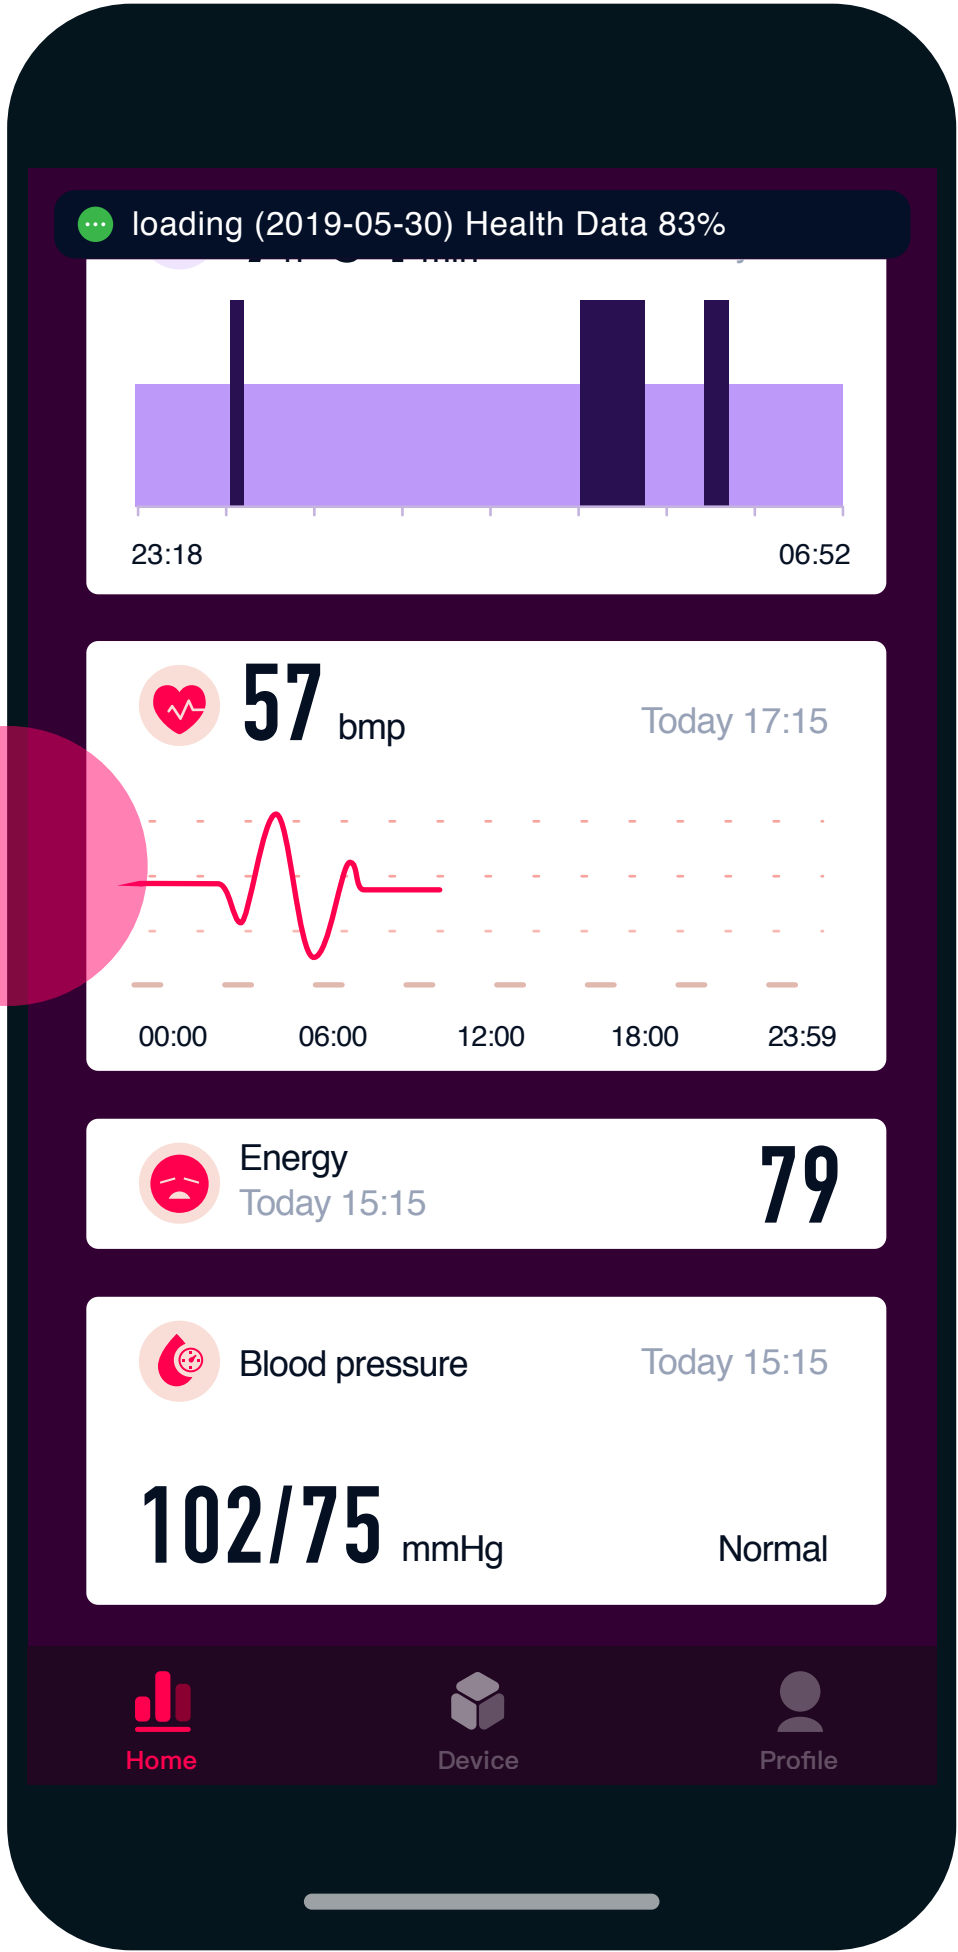 loading (2019-05-30) Health Data 83%
23:18 06:52
57 bmp Today 17:15
00:00 06:00 12:00 18:00 23:59
Energy
Today 15:15
79
Blood pressure Today 15:15
102/75 mmHg Normal
Home Device Profile